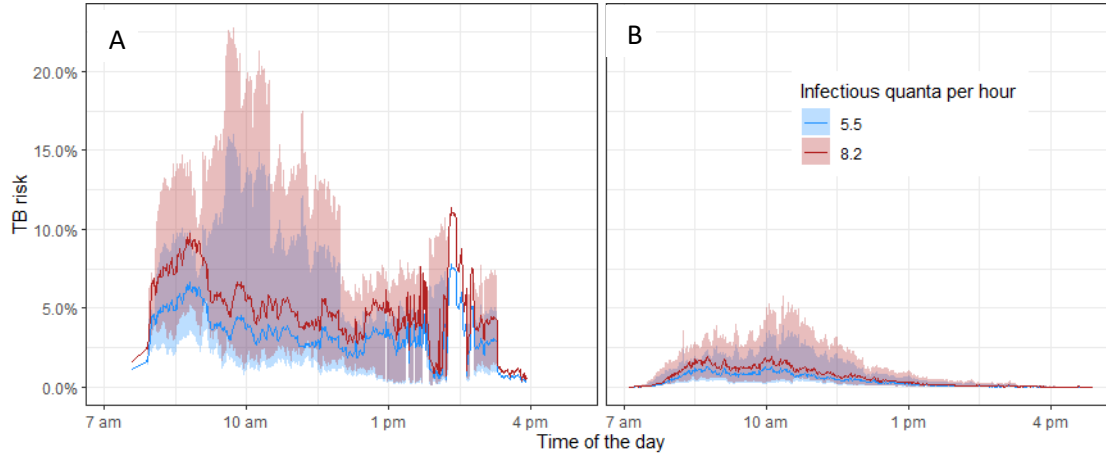 A
B
20.0%
15.0%
10.0%
5.0%
0.0%
TB risk
Infectious quanta per hour
5.5
8.2
7 am
10 am
1 pm
4 pm
7 am
10 am
1 pm
4 pm
Time of the day